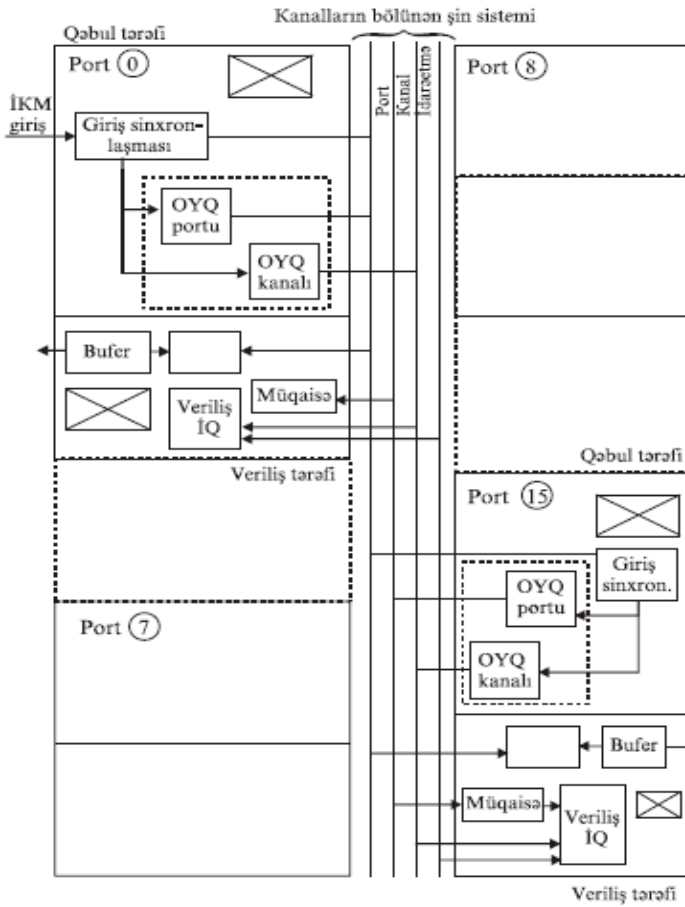 Kanalların bölünən şin sistemi
Qəbul tərəfi
Port 0
İKM
giriş
Giriş sinxron-
laşması
OYQ
portu
OYQ
kanalı
Bufer
Müqaisə
Veriliş
İQ
Veriliş tərəfi
Port 7
Port
Kanal
İdarəetmə
Port 8
Qəbul tərəfi
Port 15
Giriş
sinxron.
OYQ
portu
OYQ
kanalı
Bufer
Müqaisə
Veriliş
İQ
Veriliş tərəfi